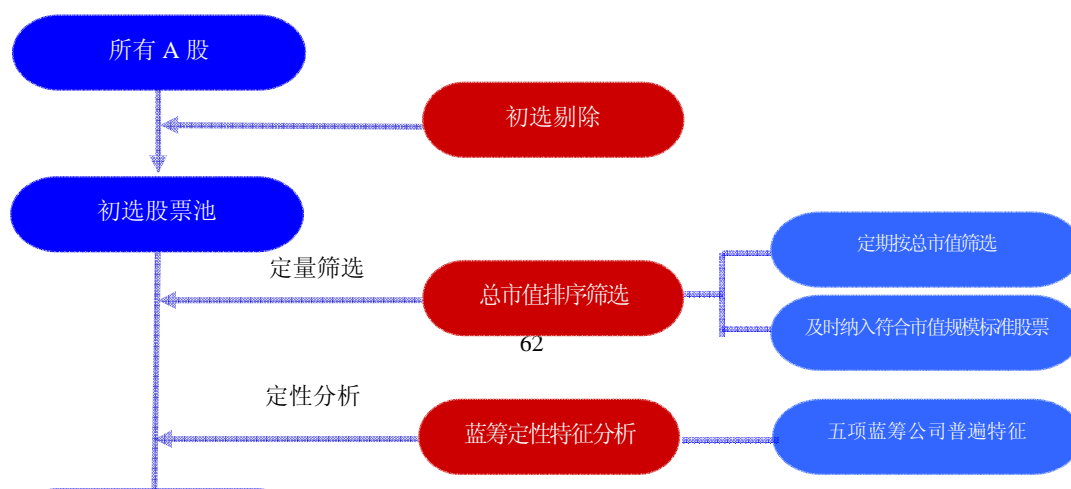 所有 A 股
初选剔除
初选股票池
定期按总市值筛选
定量筛选
总市值排序筛选
及时纳入符合市值规模标准股票
62
定性分析
蓝筹定性特征分析
五项蓝筹公司普遍特征